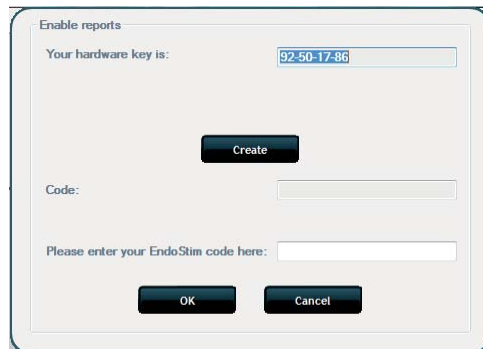 Enable reports
Your hardware key is: 92-50-17-86
Create
Code:
Please enter your EndoStim code here:
OK Cancel